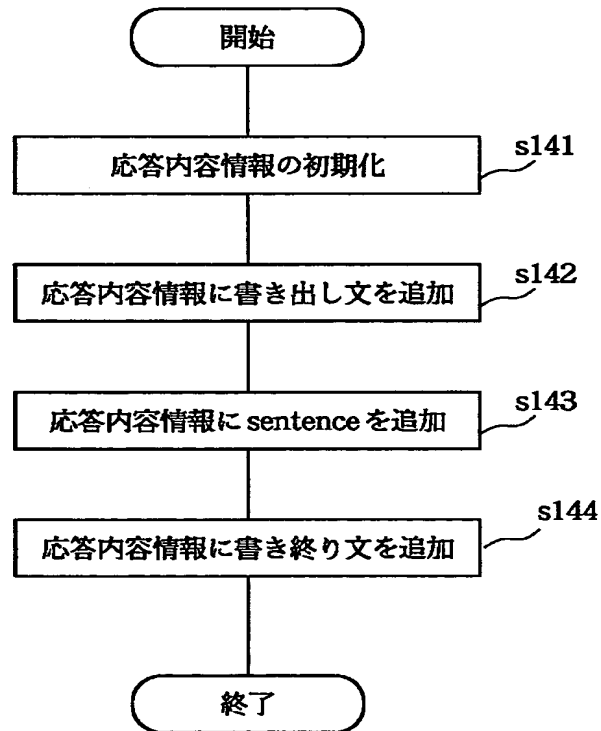 開始
応答内容情報の初期化
s141
応答内容情報に書き出し文を追加
s142
応答内容情報にsentenceを追加
s143
応答内容情報に書き終り文を追加
s144
終了